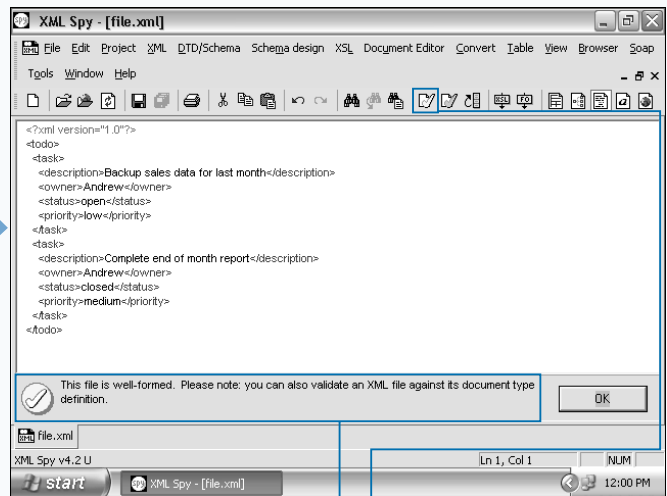 XML Spy - [file.xml]
File Edit Project XML DTD/Schema Schema design XSL Document Editor Convert Table View Browser Soap
Tools Window Help
<?xml version="1.0"?>
<todo>
<task>
<description>Backup sales data for last month</description>
<owner>Andrew</owner>
<status>open</status>
<priority>low</priority>
</task>
<task>
<description>Complete end of month report</description>
<owner>Andrew</owner>
<status>closed</status>
<priority>medium</priority>
</task>
</todo>
This file is well-formed. Please note: you can also validate an XML file against its document type
definition.
OK
file.xml
XML Spy v4.2 U
Ln 1, Col 1
NUM
start
XML Spy - [file.xml]
12:00 PM